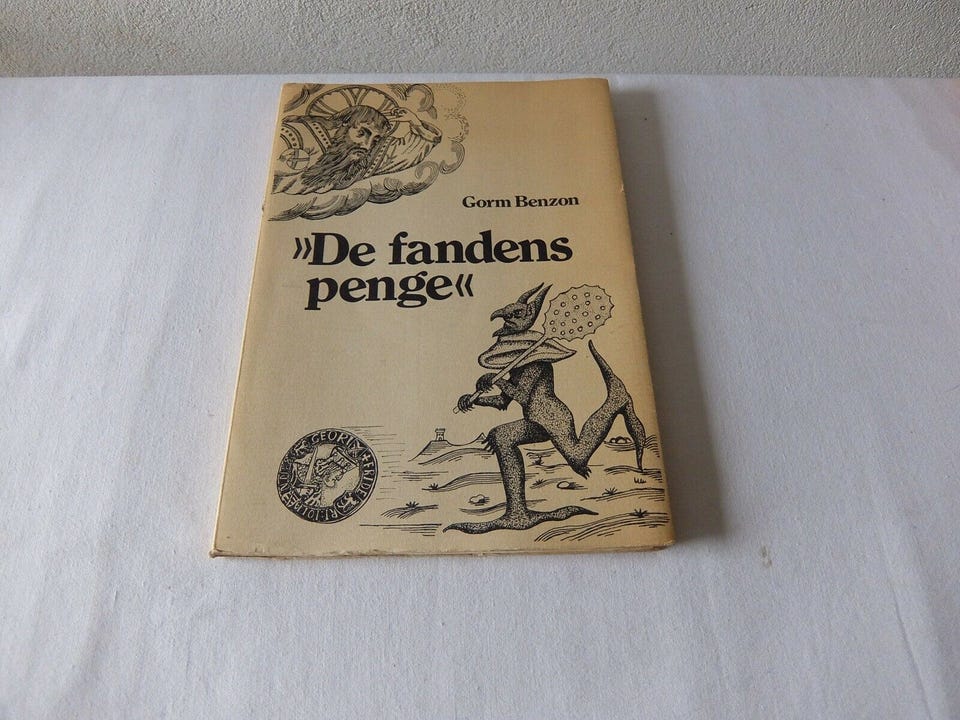 Gorm Benzon
»De fandens
penge«